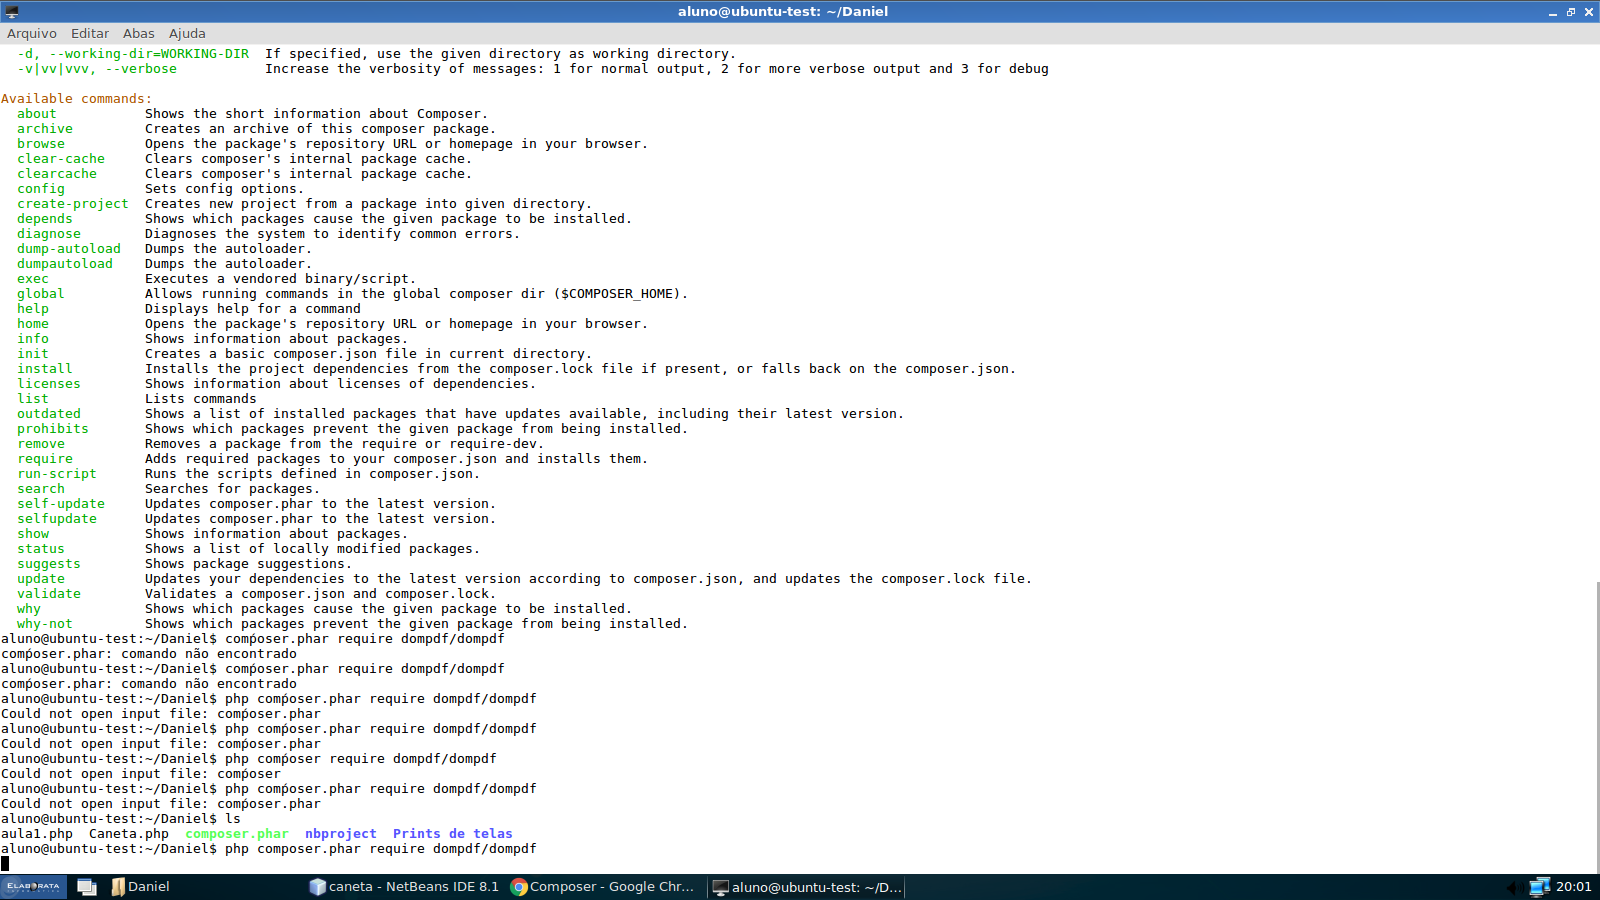 aluno@ubuntu-test: ~/Daniel
Arquivo Editar Abas Ajuda
-d, --working-dir=WORKING-DIR If specified, use the given directory as working directory.
-v|vv|vvv, --verbose Increase the verbosity of messages: 1 for normal output, 2 for more verbose output and 3 for debug
Available commands:
about Shows the short information about Composer.
archive Creates an archive of this composer package.
browse Opens the package's repository URL or homepage in your browser.
clear-cache Clears composer's internal package cache.
clearcache Clears composer's internal package cache.
config Sets config options.
create-project Creates new project from a package into given directory.
depends Shows which packages cause the given package to be installed.
diagnose Diagnoses the system to identify common errors.
dump-autoload Dumps the autoloader.
dumpautoload Dumps the autoloader.
exec Executes a vendored binary/script.
global Allows running commands in the global composer dir ($COMPOSER_HOME).
help Displays help for a command
home Opens the package's repository URL or homepage in your browser.
info Shows information about packages.
init Creates a basic composer.json file in current directory.
install Installs the project dependencies from the composer.lock file if present, or falls back on the composer.json.
licenses Shows information about licenses of dependencies.
list Lists commands
outdated Shows a list of installed packages that have updates available, including their latest version.
prohibits Shows which packages prevent the given package from being installed.
remove Removes a package from the require or require-dev.
require Adds required packages to your composer.json and installs them.
run-script Runs the scripts defined in composer.json.
search Searches for packages.
self-update Updates composer.phar to the latest version.
selfupdate Updates composer.phar to the latest version.
show Shows information about packages.
status Shows a list of locally modified packages.
suggests Shows package suggestions.
update Updates your dependencies to the latest version according to composer.json, and updates the composer.lock file.
validate Validates a composer.json and composer.lock.
why Shows which packages cause the given package to be installed.
why-not Shows which packages prevent the given package from being installed.
aluno@ubuntu-test:~/Daniel$ comṕoser.phar require dompdf/dompdf
comṕoser.phar: comando não encontrado
aluno@ubuntu-test:~/Daniel$ comṕoser.phar require dompdf/dompdf
comṕoser.phar: comando não encontrado
aluno@ubuntu-test:~/Daniel$ php comṕoser.phar require dompdf/dompdf
Could not open input file: comṕoser.phar
aluno@ubuntu-test:~/Daniel$ php comṕoser.phar require dompdf/dompdf
Could not open input file: comṕoser.phar
aluno@ubuntu-test:~/Daniel$ php comṕoser require dompdf/dompdf
Could not open input file: comṕoser
aluno@ubuntu-test:~/Daniel$ php comṕoser.phar require dompdf/dompdf
Could not open input file: comṕoser.phar
aluno@ubuntu-test:~/Daniel$ ls
aula1.php Caneta.php composer.phar nbproject Prints de telas
aluno@ubuntu-test:~/Daniel$ php composer.phar require dompdf/dompdf
ELABORATA Daniel caneta - NetBeans IDE 8.1 Composer - Google Chr... aluno@ubuntu-test: ~/D... 20:01